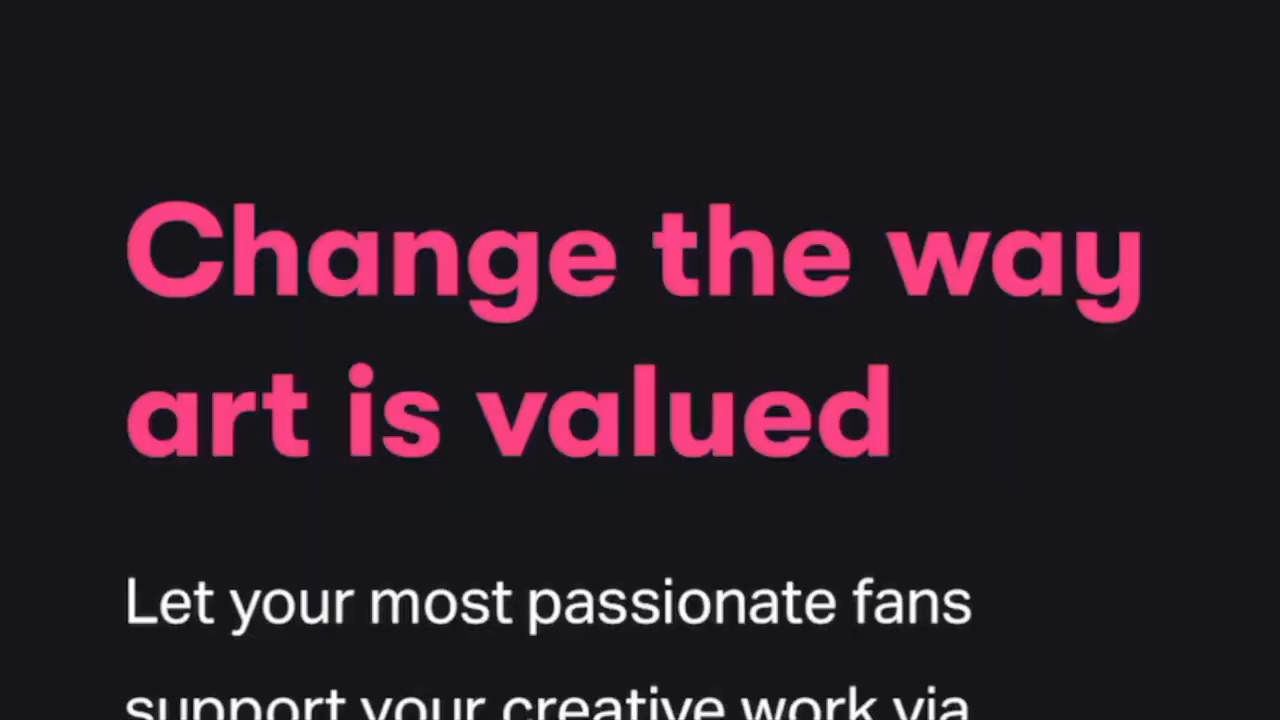 Change the way
art is valued
Let your most passionate fans
support your creative work via